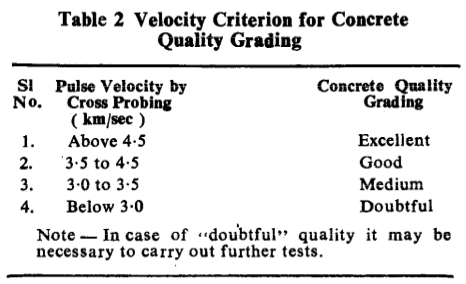 Table 2 Velocity Criterion for Concrete
Quality Grading
Sl Pulse Velocity by Concrete Quality
No. Cross Probing Grading
( km/sec )
1. Above 4·5 Excellent
2. 3·5 to 4·5 Good
3. 3·0 to 3·5 Medium
4. Below 3·0 Doubtful
Note — In case of “doubtful” quality it may be
necessary to carry out further tests.